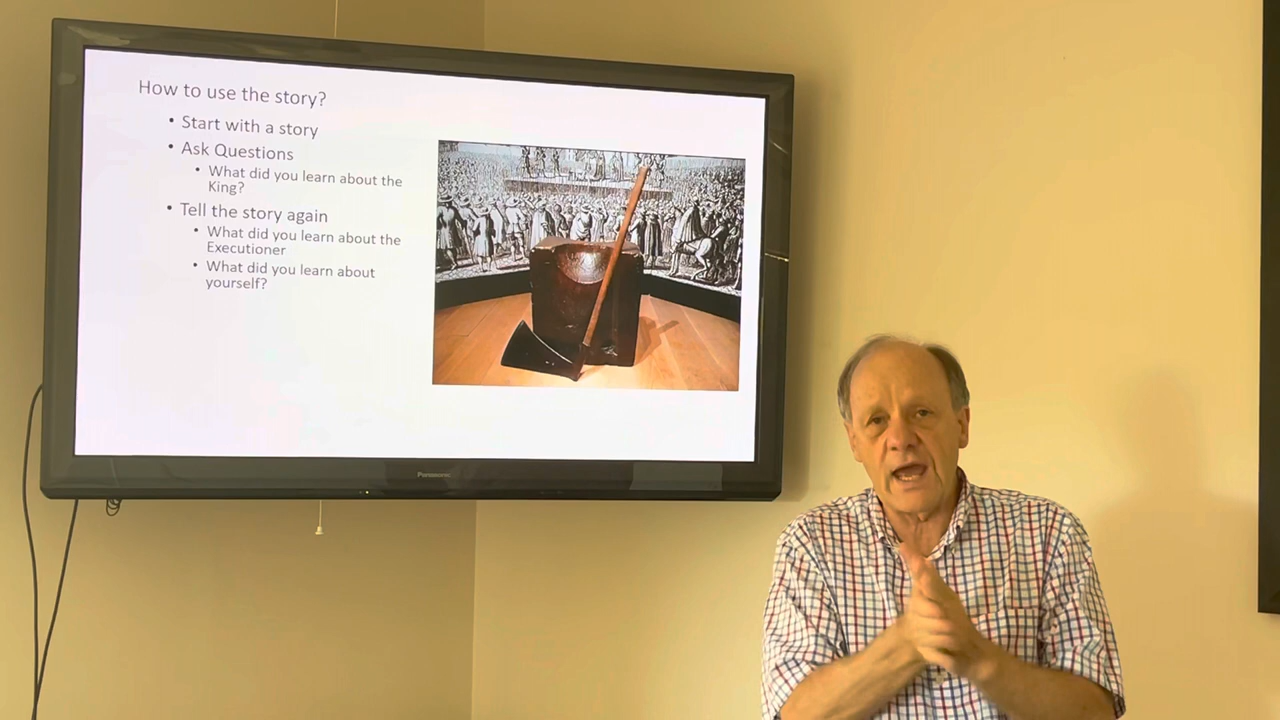 How to use the story?
• Start with a story
• Ask Questions
• What did you learn about the
King?
• Tell the story again
• What did you learn about the
Executioner
• What did you learn about
yourself?
Panasonic